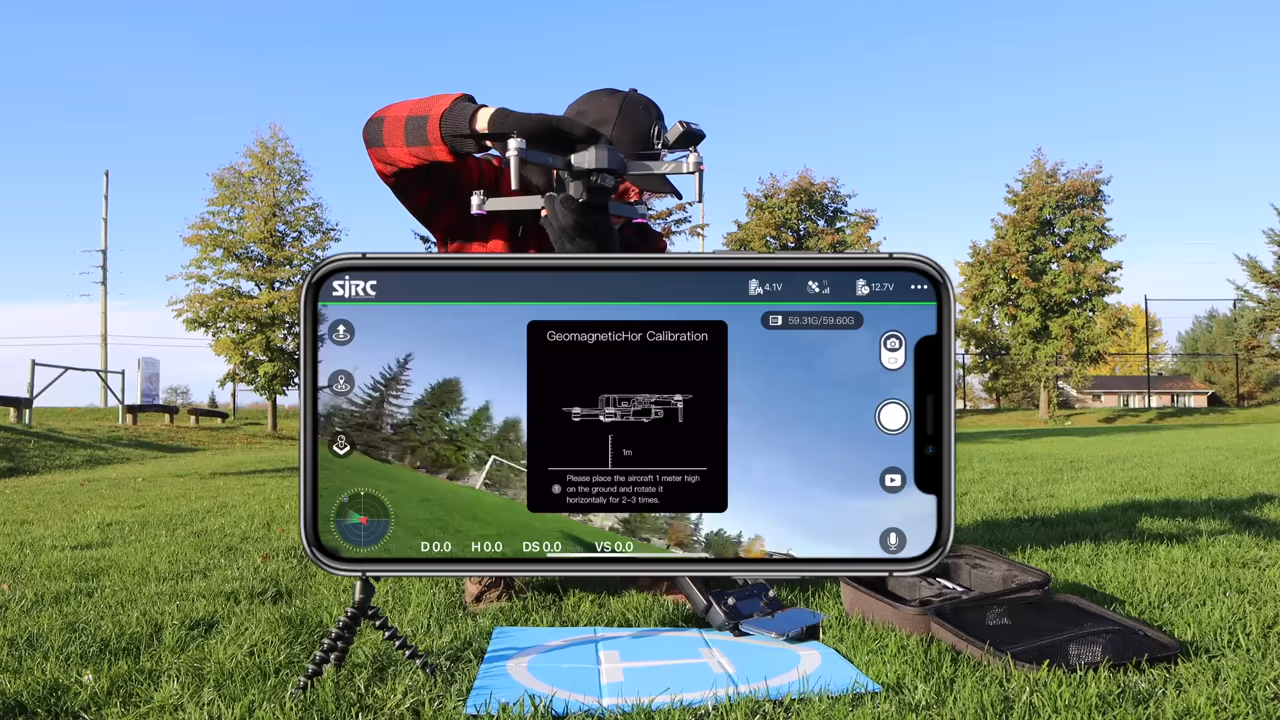 SJRC
4.1V
11
12.7V
59.31G/59.60G
GeomagneticHor Calibration
1m
1
Please place the aircraft 1 meter high
on the ground and rotate it
horizontally for 2-3 times.
D 0.0 H 0.0 DS 0.0 VS 0.0
H